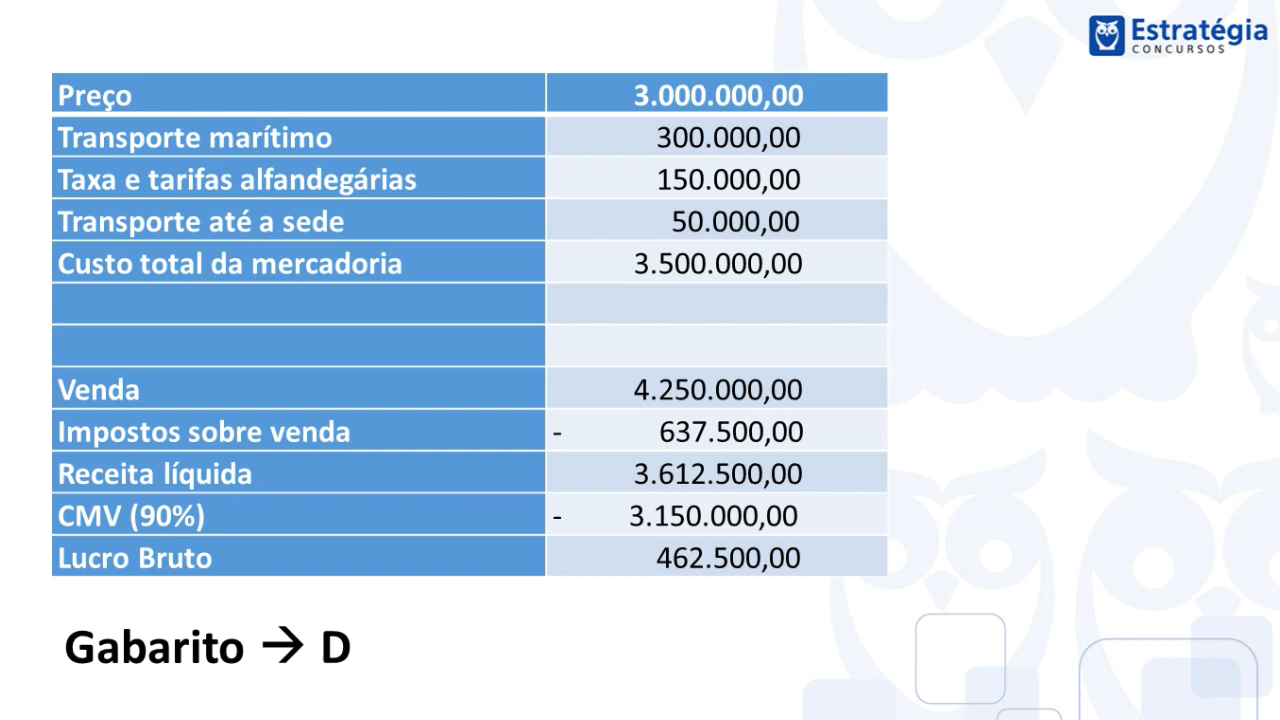 Estratégia
CONCURSOS
Preço 3.000.000,00
Transporte marítimo 300.000,00
Taxa e tarifas alfandegárias 150.000,00
Transporte até a sede 50.000,00
Custo total da mercadoria 3.500.000,00
Venda 4.250.000,00
Impostos sobre venda - 637.500,00
Receita líquida 3.612.500,00
CMV (90%) - 3.150.000,00
Lucro Bruto 462.500,00
Gabarito → D